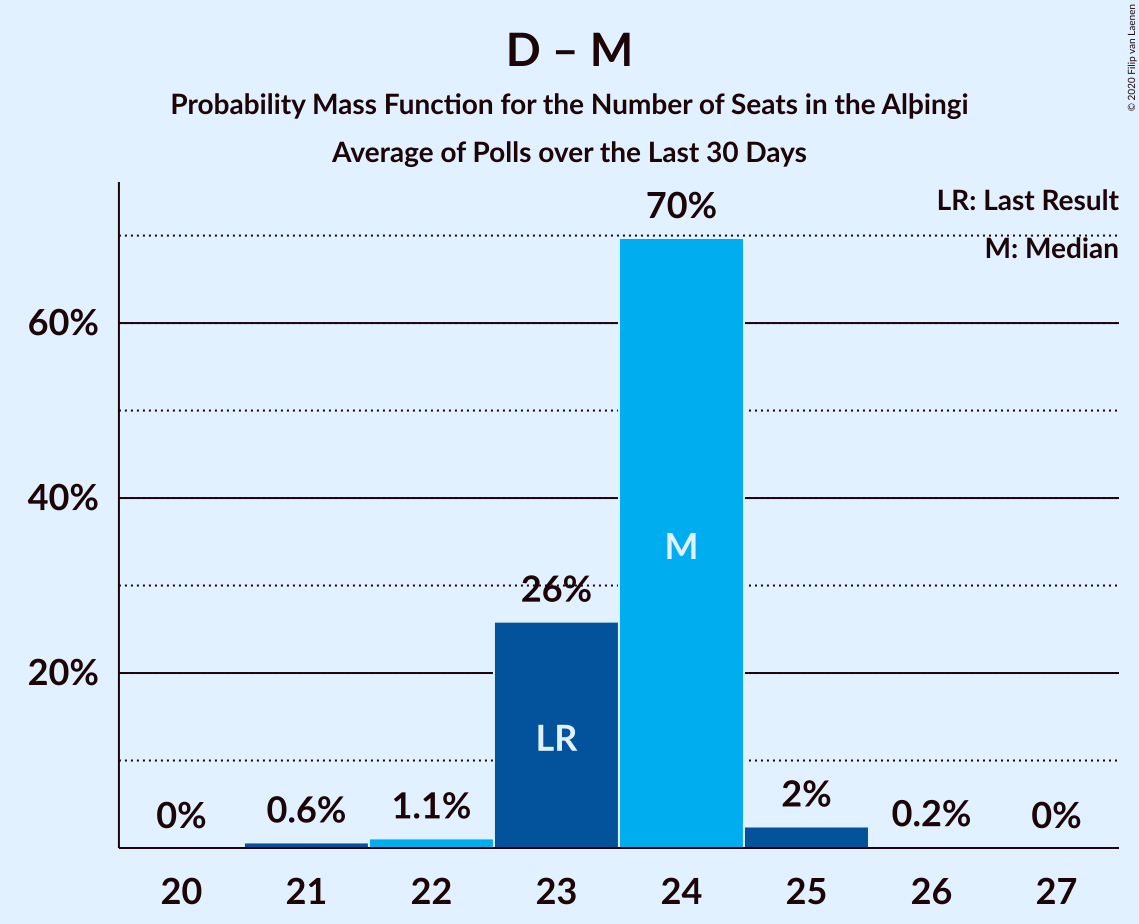 D – M
Probability Mass Function for the Number of Seats in the Alþingi
Average of Polls over the Last 30 Days
© 2020 Filip van Laenen
LR: Last Result
M: Median
60%
40%
20%
0%
0.6%
1.1%
26%
70%
2%
0.2%
0%
LR
M
20 21 22 23 24 25 26 27